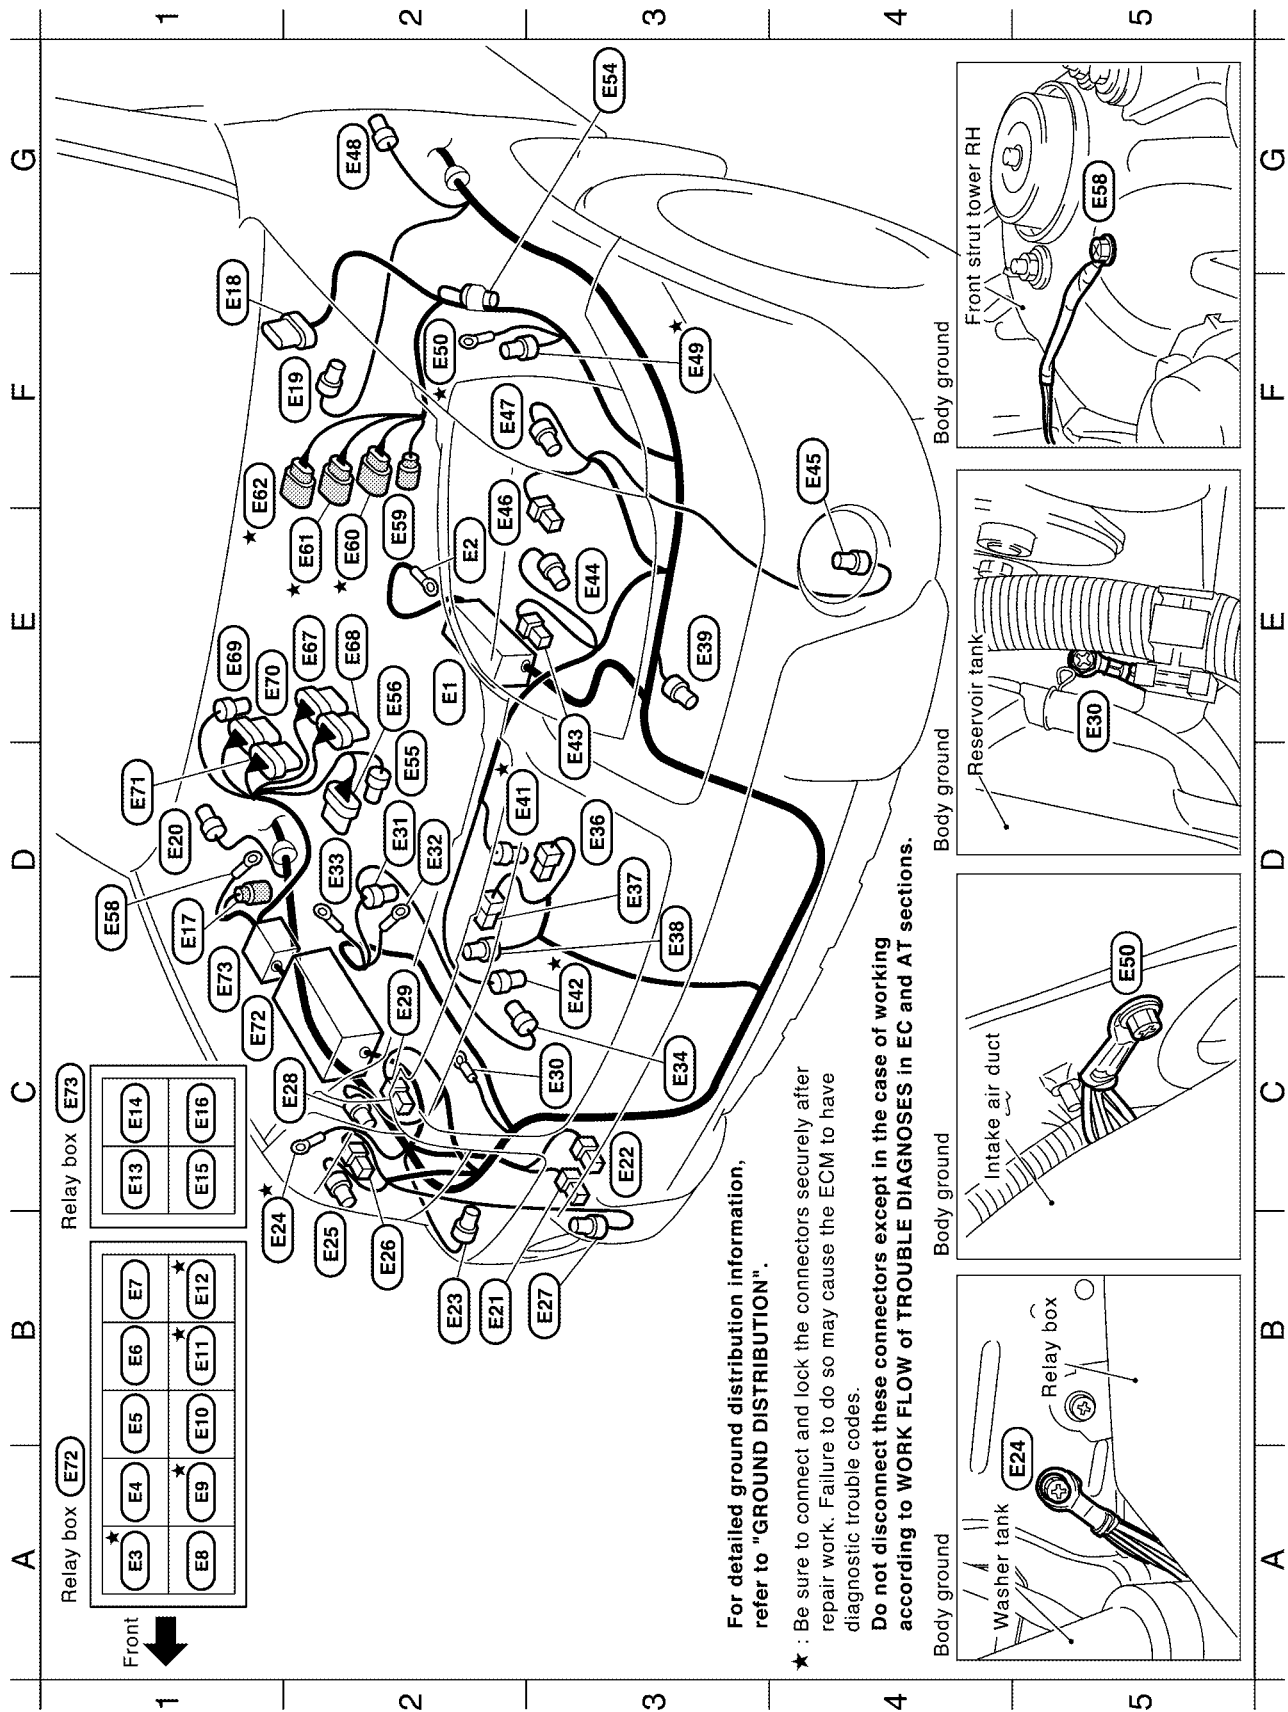 A
B
C
D
E
F
G
1
2
3
4
5
Front
Relay box E72
E3 ★
E4
E5
E6
E7
E8
E9 ★
E10
E11 ★
E12 ★
Relay box E73
E13
E14
E15
E16
E58
E17
E73
E72
E20
E71
E69
E70
E67
E68
E56
E55
E33
E31
E32
E18
E19
E62 ★
E61 ★
E60 ★
E59
E2
E1
E48
E54
E50 ★
E49 ★
E47
E46
E44
E45
E43
E39
E41 ★
E36
E37
E38
E42 ★
E34
E30
E29
E28
E24 ★
E25
E26
E23
E21
E27
E22
For detailed ground distribution information,
refer to "GROUND DISTRIBUTION".
★ : Be sure to connect and lock the connectors securely after
repair work. Failure to do so may cause the ECM to have
diagnostic trouble codes.
Do not disconnect these connectors except in the case of working
according to WORK FLOW of TROUBLE DIAGNOSES in EC and AT sections.
Body ground
Washer tank
E24
Relay box
Body ground
Intake air duct
E50
Body ground
Reservoir tank
E30
Body ground
Front strut tower RH
E58
A
B
C
D
E
F
G
1
2
3
4
5